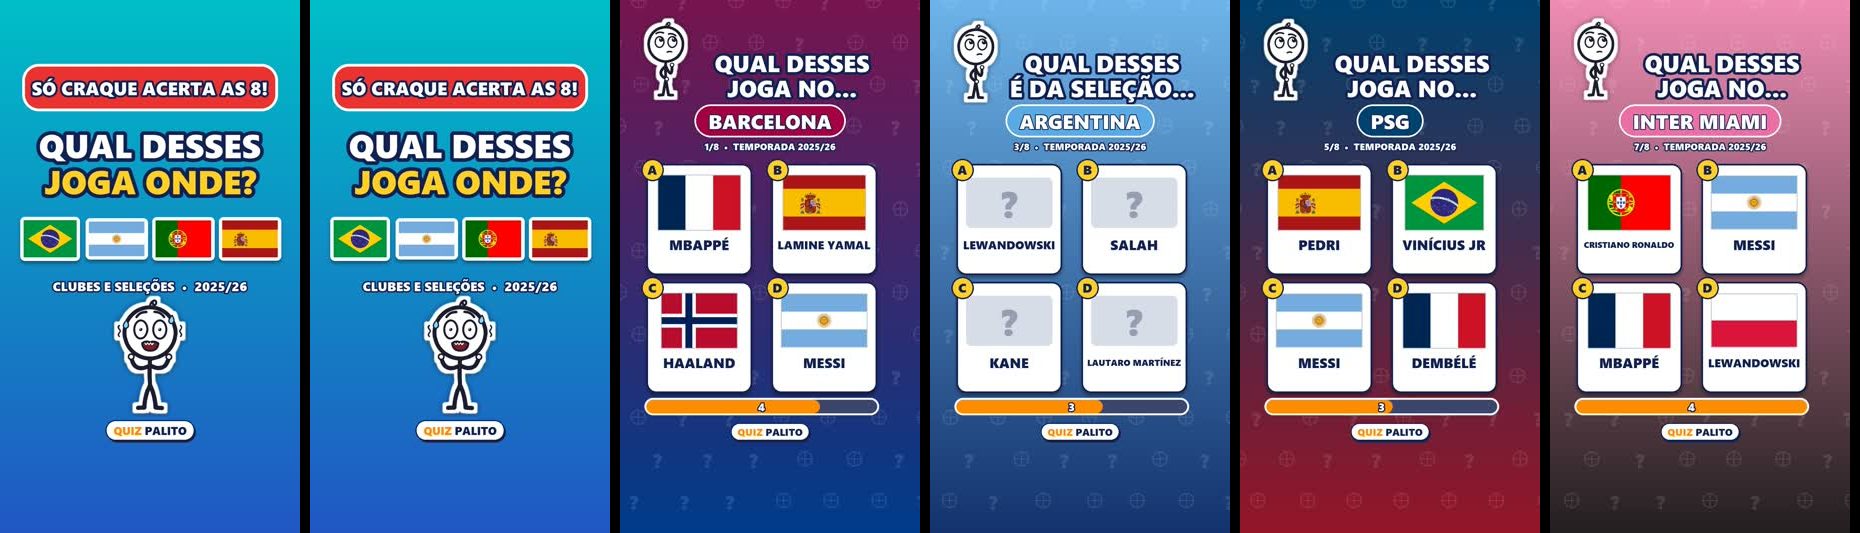 SÓ CRAQUE ACERTA AS 8!
QUAL DESSES
JOGA ONDE?
CLUBES E SELEÇÕES • 2025/26
QUIZ PALITO
SÓ CRAQUE ACERTA AS 8!
QUAL DESSES
JOGA ONDE?
CLUBES E SELEÇÕES • 2025/26
QUIZ PALITO
QUAL DESSES
JOGA NO...
BARCELONA
1/8 • TEMPORADA 2025/26
A
B
MBAPPÉ
LAMINE YAMAL
C
D
HAALAND
MESSI
4
QUIZ PALITO
QUAL DESSES
É DA SELEÇÃO...
ARGENTINA
3/8 • TEMPORADA 2025/26
A
B
?
?
LEWANDOWSKI
SALAH
C
D
?
?
KANE
LAUTARO MARTÍNEZ
3
QUIZ PALITO
QUAL DESSES
JOGA NO...
PSG
5/8 • TEMPORADA 2025/26
A
B
PEDRI
VINÍCIUS JR
C
D
MESSI
DEMBÉLÉ
3
QUIZ PALITO
QUAL DESSES
JOGA NO...
INTER MIAMI
7/8 • TEMPORADA 2025/26
A
B
CRISTIANO RONALDO
MESSI
C
D
MBAPPÉ
LEWANDOWSKI
4
QUIZ PALITO